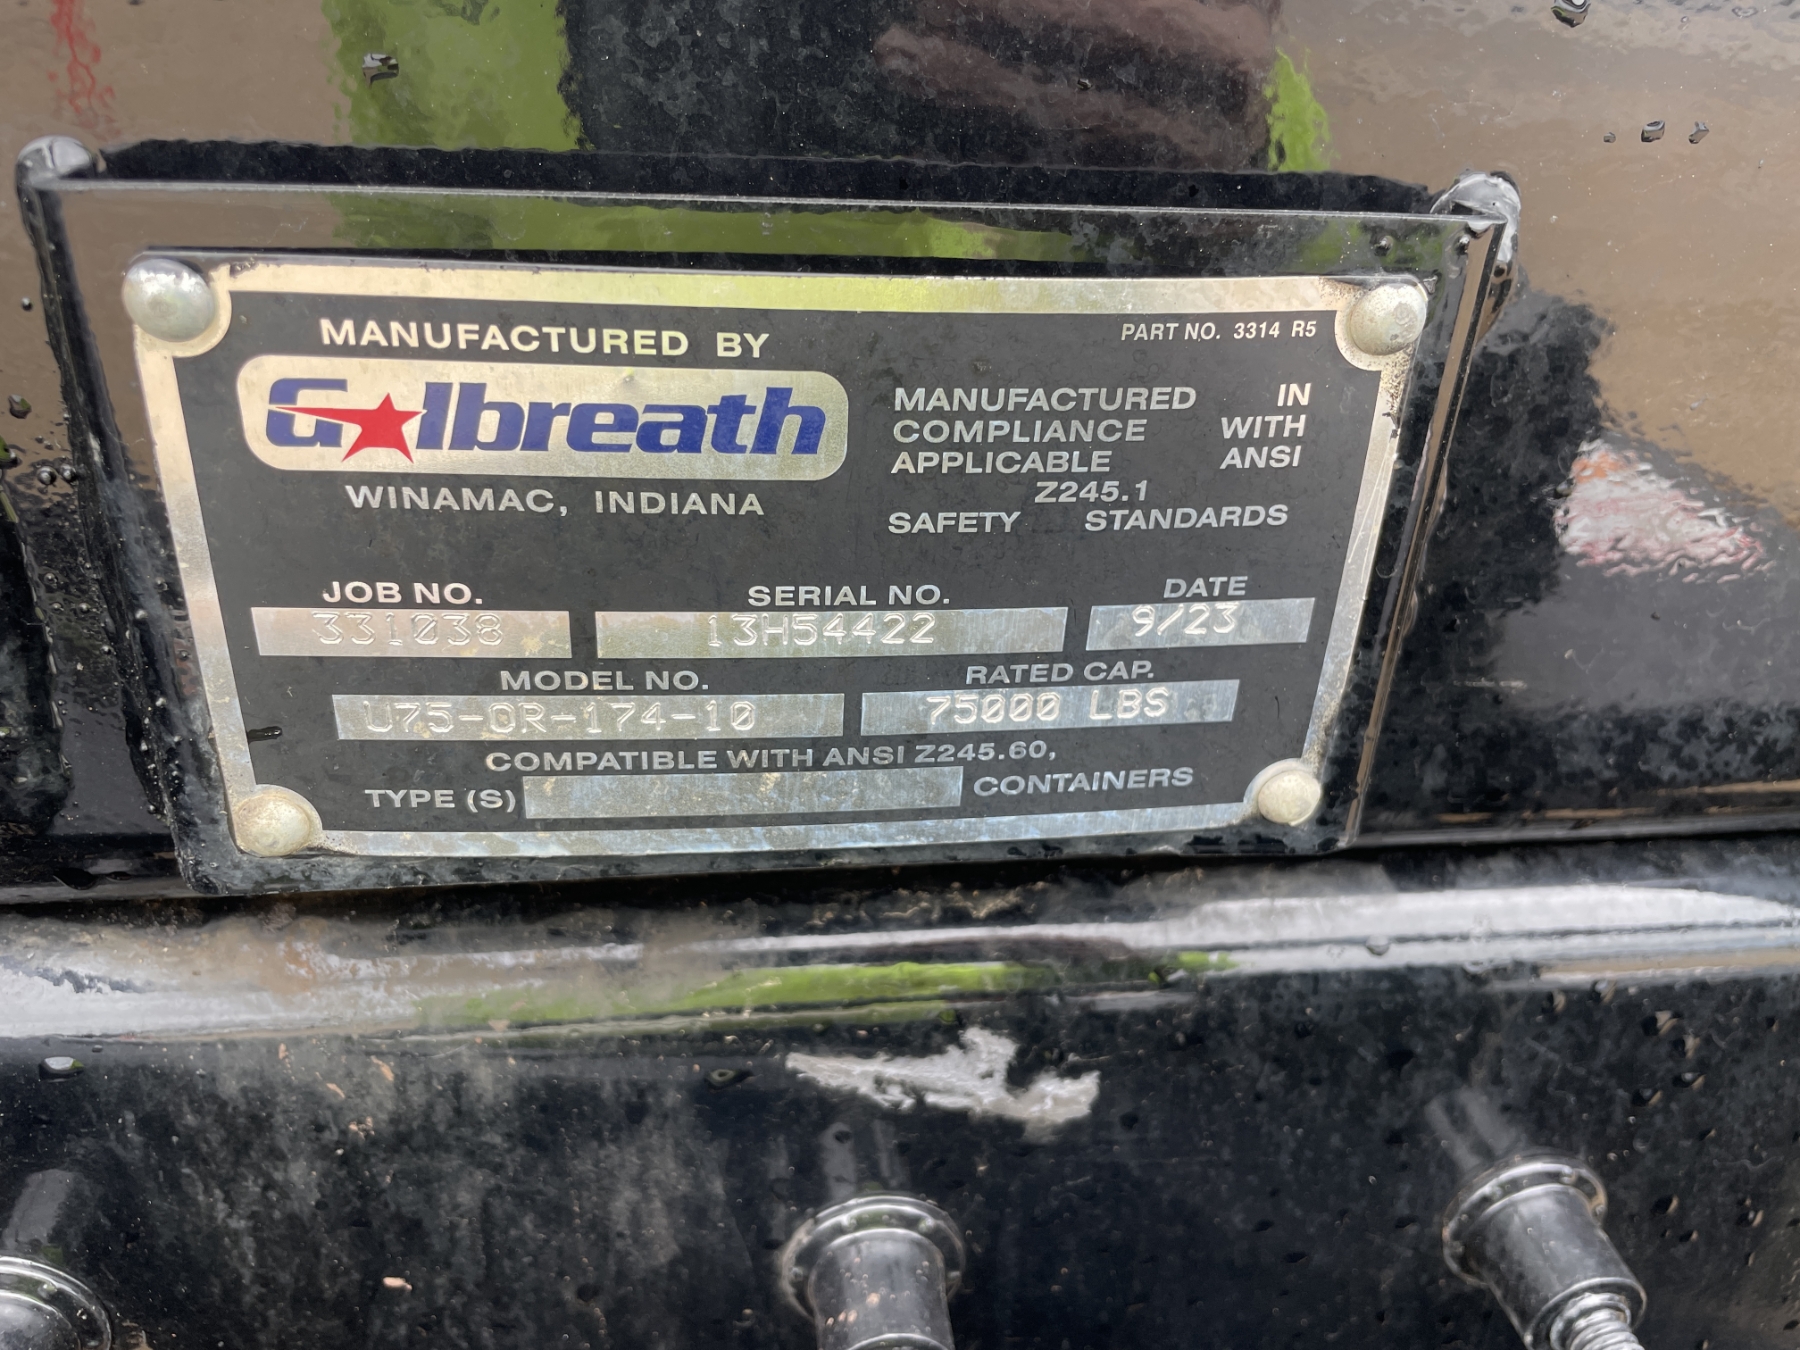 MANUFACTURED BY
Galbreath
WINAMAC, INDIANA
PART NO. 3314 R5
MANUFACTURED IN
COMPLIANCE WITH
APPLICABLE ANSI
Z245.1
SAFETY STANDARDS
JOB NO. SERIAL NO. DATE
331038 13H54422 9/23
MODEL NO. RATED CAP.
U75-OR-174-10 75000 LBS
COMPATIBLE WITH ANSI Z245.60,
TYPE (S) CONTAINERS